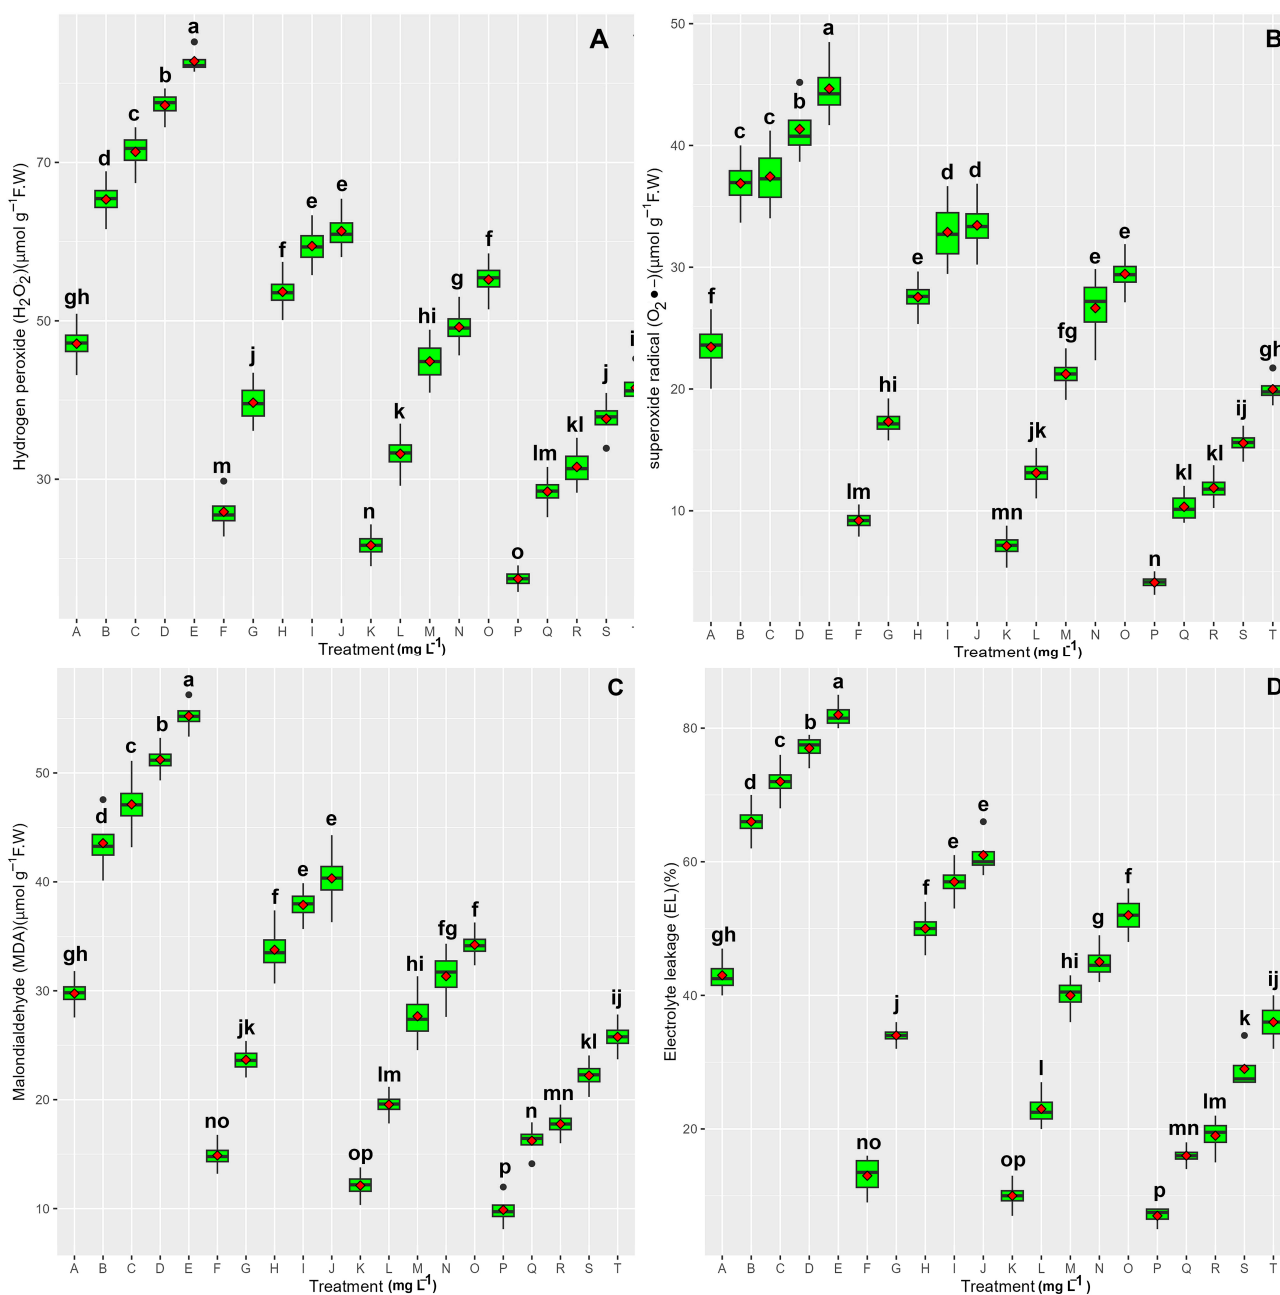 A
Hydrogen peroxide (H2O2)(μmol g−1F.W)
70
50
30
gh
d
c
b
a
m
j
f
e
e
n
k
hi
g
f
o
lm
kl
j
A B C D E F G H I J K L M N O P Q R S
Treatment (mg L-1)
B
superoxide radical (O2 ●−)(μmol g−1F.W)
50
40
30
20
10
f
c
c
b
a
lm
hi
e
d
d
mn
jk
fg
e
e
n
kl
kl
ij
gh
A B C D E F G H I J K L M N O P Q R S T
Treatment (mg L-1)
C
Malondialdehyde (MDA)(μmol g−1F.W)
50
40
30
20
10
gh
d
c
b
a
no
jk
f
e
e
op
lm
hi
fg
f
p
n
mn
kl
ij
A B C D E F G H I J K L M N O P Q R S T
Treatment (mg L-1)
D
Electrolyte leakage (EL)(%)
80
60
40
20
gh
d
c
b
a
no
j
f
e
e
op
l
hi
g
f
p
mn
lm
k
ij
A B C D E F G H I J K L M N O P Q R S T
Treatment (mg L-1)